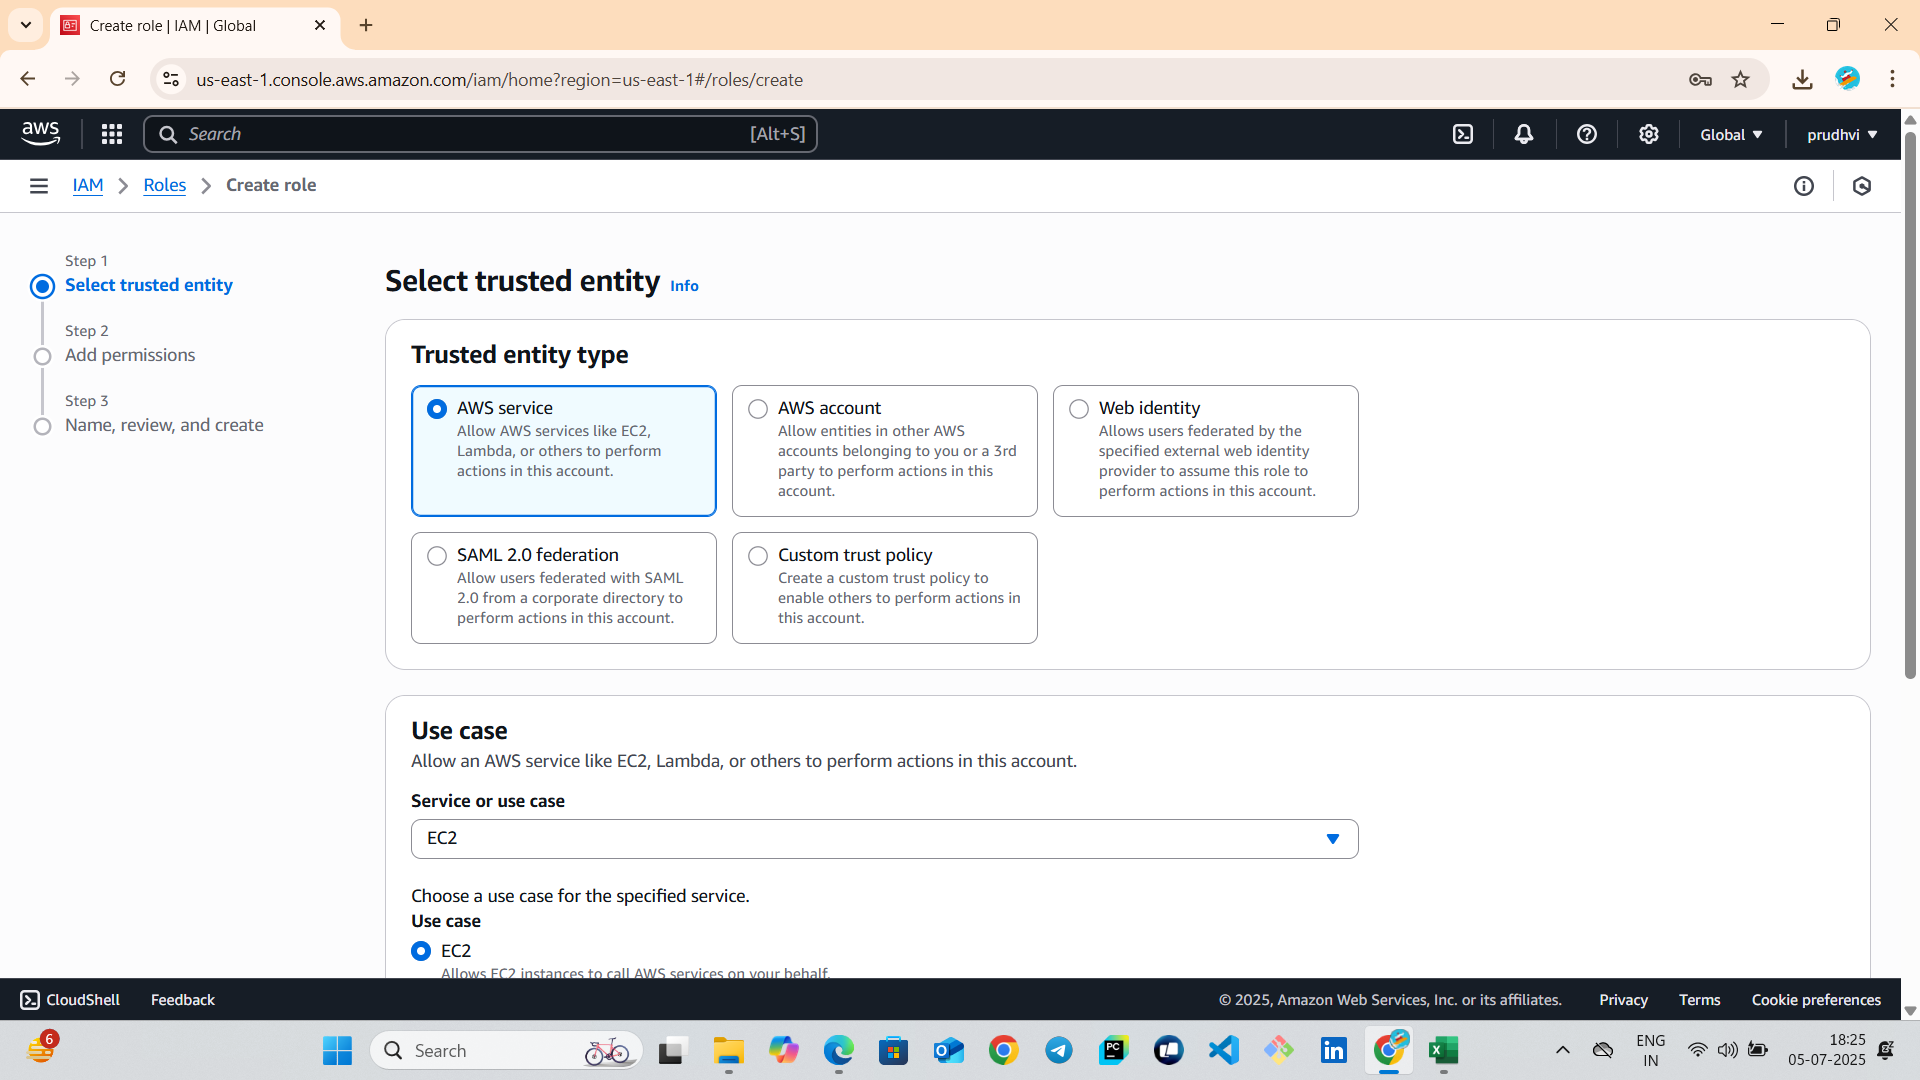 Create role | IAM | Global
us-east-1.console.aws.amazon.com/iam/home?region=us-east-1#/roles/create
aws
Search
[Alt+S]
Global
prudhvi
IAM
Roles
Create role
Step 1
Select trusted entity
Step 2
Add permissions
Step 3
Name, review, and create
Select trusted entity Info
Trusted entity type
AWS service
Allow AWS services like EC2,
Lambda, or others to perform
actions in this account.
AWS account
Allow entities in other AWS
accounts belonging to you or a 3rd
party to perform actions in this
account.
Web identity
Allows users federated by the
specified external web identity
provider to assume this role to
perform actions in this account.
SAML 2.0 federation
Allow users federated with SAML
2.0 from a corporate directory to
perform actions in this account.
Custom trust policy
Create a custom trust policy to
enable others to perform actions in
this account.
Use case
Allow an AWS service like EC2, Lambda, or others to perform actions in this account.
Service or use case
EC2
Choose a use case for the specified service.
Use case
EC2
Allows EC2 instances to call AWS services on your behalf.
CloudShell
Feedback
© 2025, Amazon Web Services, Inc. or its affiliates.
Privacy
Terms
Cookie preferences
6
Search
PC
in
X
ENG
IN
18:25
05-07-2025